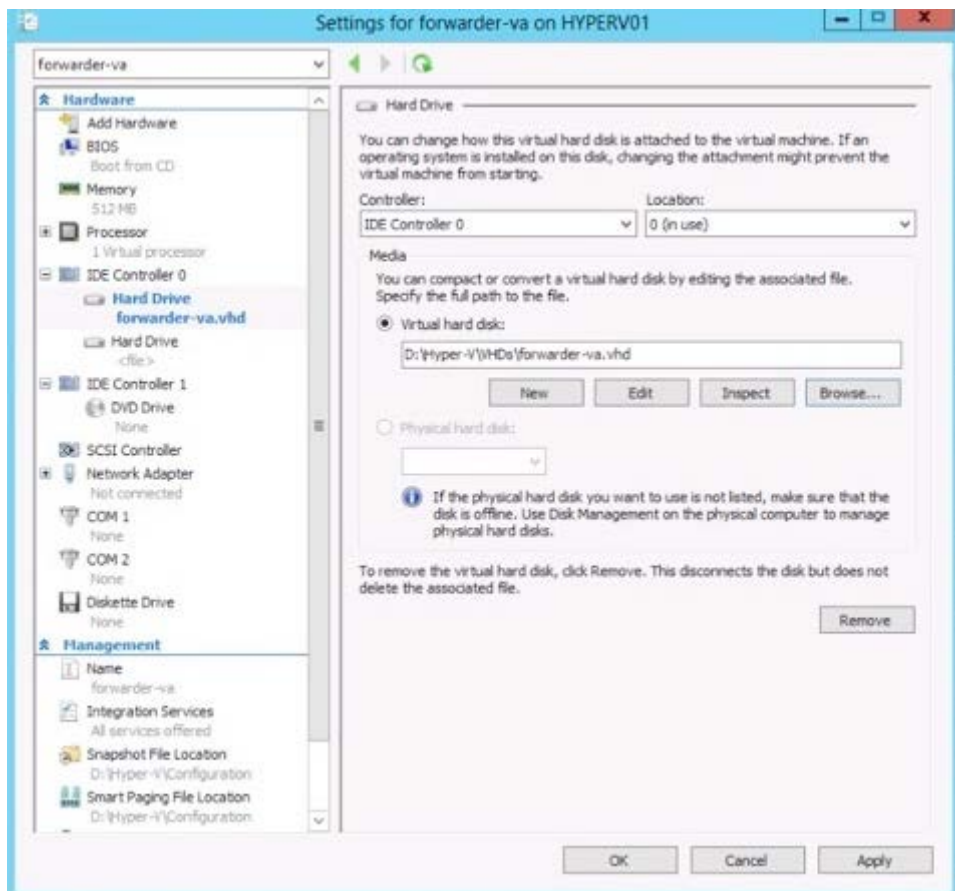 Settings for forwarder-va on HYPERV01
forwarder-va
Hardware
Add Hardware
BIOS
Boot from CD
Memory
512 MB
Processor
1 Virtual processor
IDE Controller 0
Hard Drive
forwarder-va.vhd
Hard Drive
<file>
IDE Controller 1
DVD Drive
None
SCSI Controller
Network Adapter
Not connected
COM 1
None
COM 2
None
Diskette Drive
None
Management
Name
forwarder-va
Integration Services
All services offered
Snapshot File Location
D:\Hyper-V\Configuration
Smart Paging File Location
D:\Hyper-V\Configuration
Hard Drive
You can change how this virtual hard disk is attached to the virtual machine. If an
operating system is installed on this disk, changing the attachment might prevent the
virtual machine from starting.
Controller: Location:
IDE Controller 0 0 (in use)
Media
You can compact or convert a virtual hard disk by editing the associated file.
Specify the full path to the file.
Virtual hard disk:
D:\Hyper-V\VHDs\forwarder-va.vhd
New Edit Inspect Browse...
Physical hard disk:
If the physical hard disk you want to use is not listed, make sure that the
disk is offline. Use Disk Management on the physical computer to manage
physical hard disks.
To remove the virtual hard disk, click Remove. This disconnects the disk but does not
delete the associated file.
Remove
OK Cancel Apply